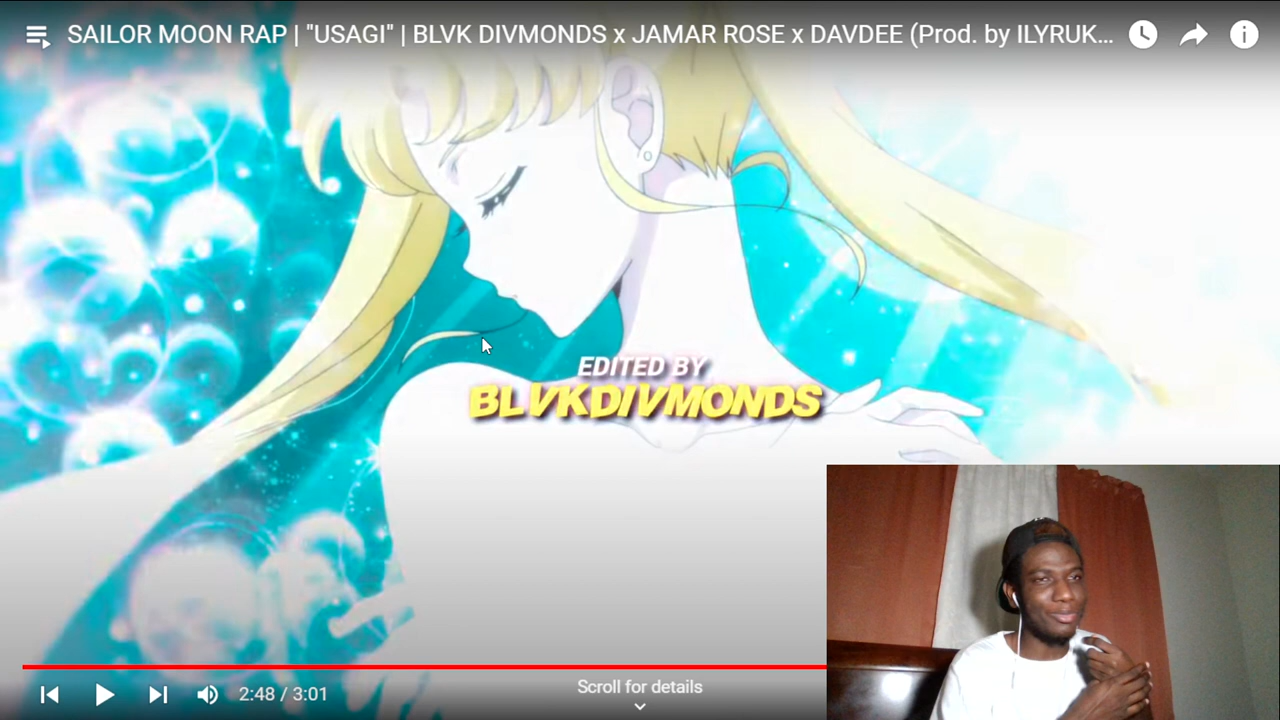 SAILOR MOON RAP | "USAGI" | BLVK DIVMONDS x JAMAR ROSE x DAVDEE (Prod. by ILYRUK...
EDITED BY
BLVKDIVMONDS
2:48 / 3:01
Scroll for details